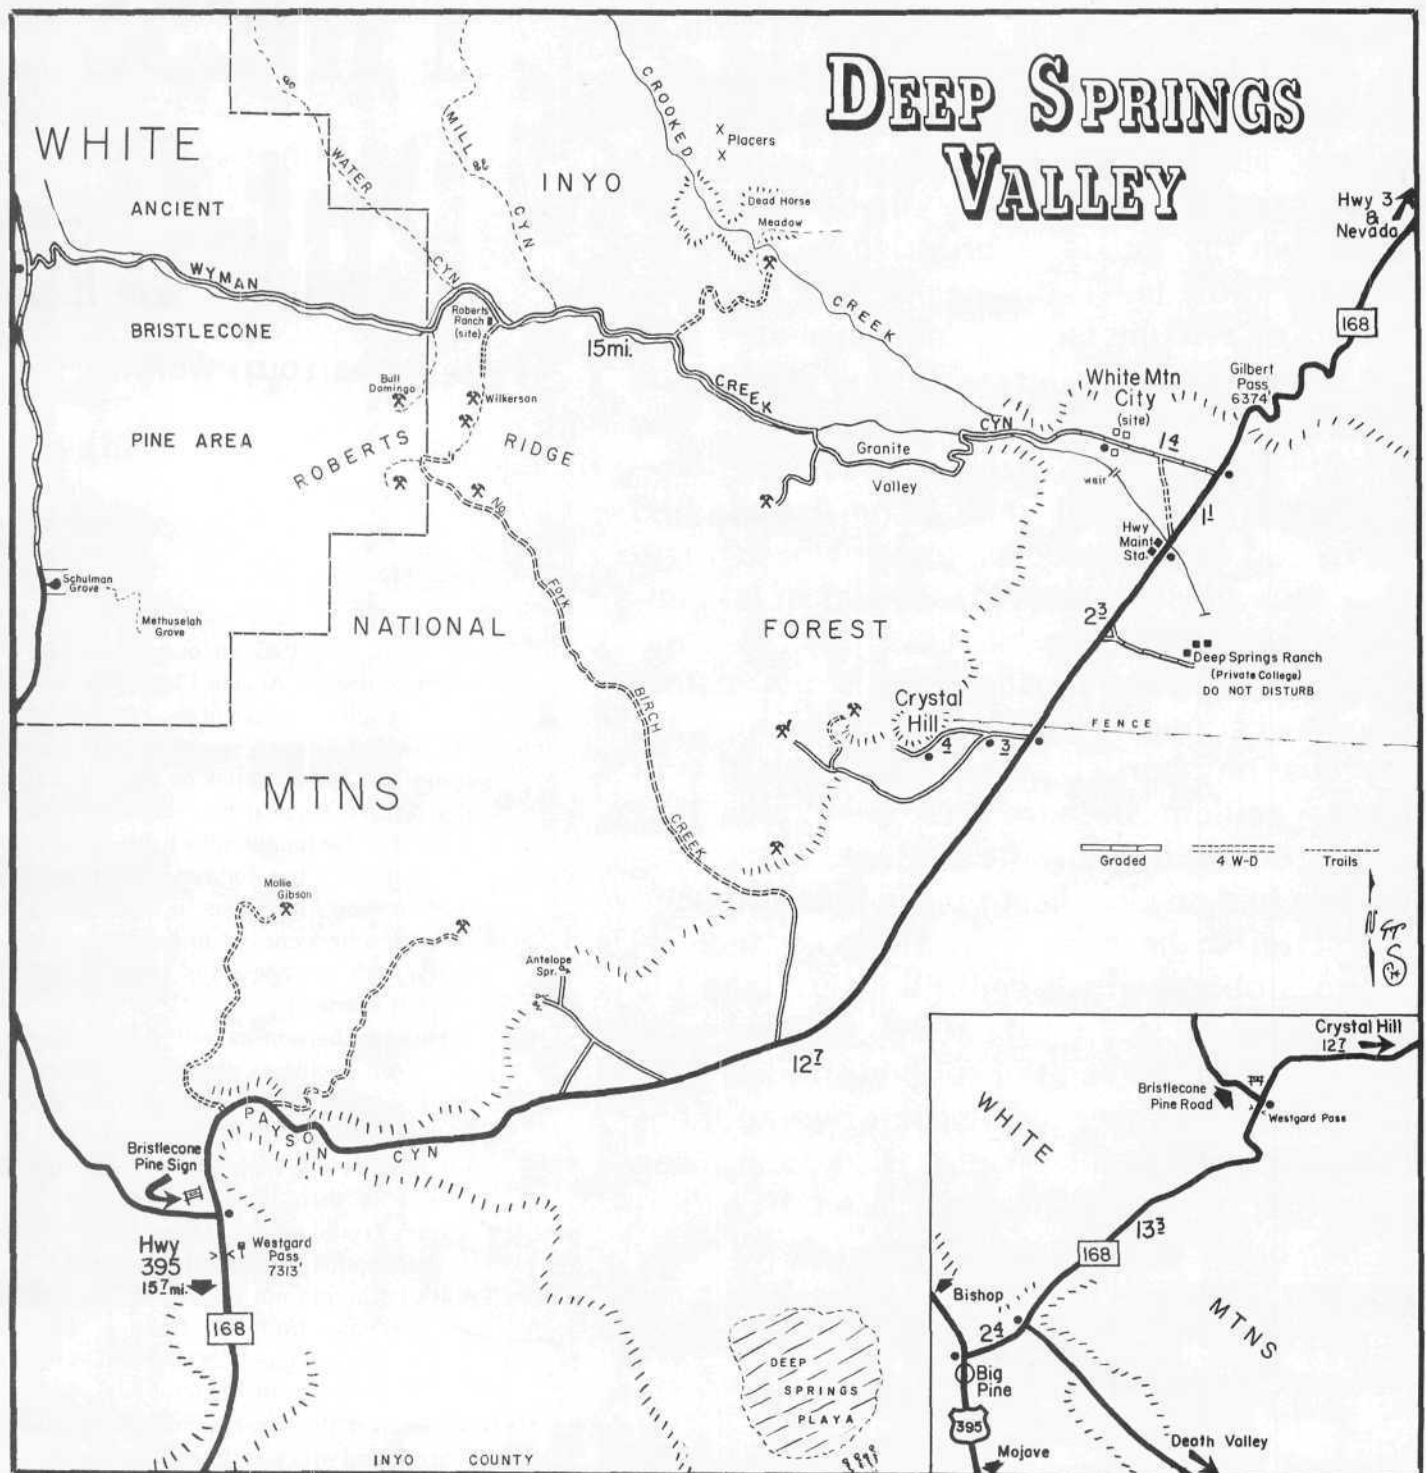 DEEP SPRINGS
VALLEY
WHITE
ANCIENT
BRISTLECONE
PINE AREA
WATER
CYN
MILL
CYN
INYO
CROOKED
CREEK
X
Placers
X
Dead Horse
Meadow
Hwy 3
&
Nevada
168
WYMAN
CREEK
CYN
Roberts
Ranch
(site)
15mi.
Bull
Domingo
Wilkerson
ROBERTS
RIDGE
White Mtn
City
(site)
Gilbert
Pass
6374'
Granite
Valley
14
weir
11
Hwy
Maint
Sta.
23
Deep Springs Ranch
(Private College)
DO NOT DISTURB
Schulman
Grove
Methuselah
Grove
NATIONAL
FOREST
No.
Fork
BIRCH
CREEK
Crystal
Hill
4
3
FENCE
MTNS
Graded
4 W-D
Trails
N
Mollie
Gibson
Antelope
Spr.
127
PAYSON
CYN
Bristlecone
Pine Sign
Hwy
395
157 mi.
Westgard
Pass
7313'
168
DEEP
SPRINGS
PLAYA
INYO COUNTY
Crystal Hill
127
Bristlecone
Pine Road
Westgard Pass
WHITE
MTNS
133
168
Bishop
24
Big
Pine
395
Mojave
Death Valley